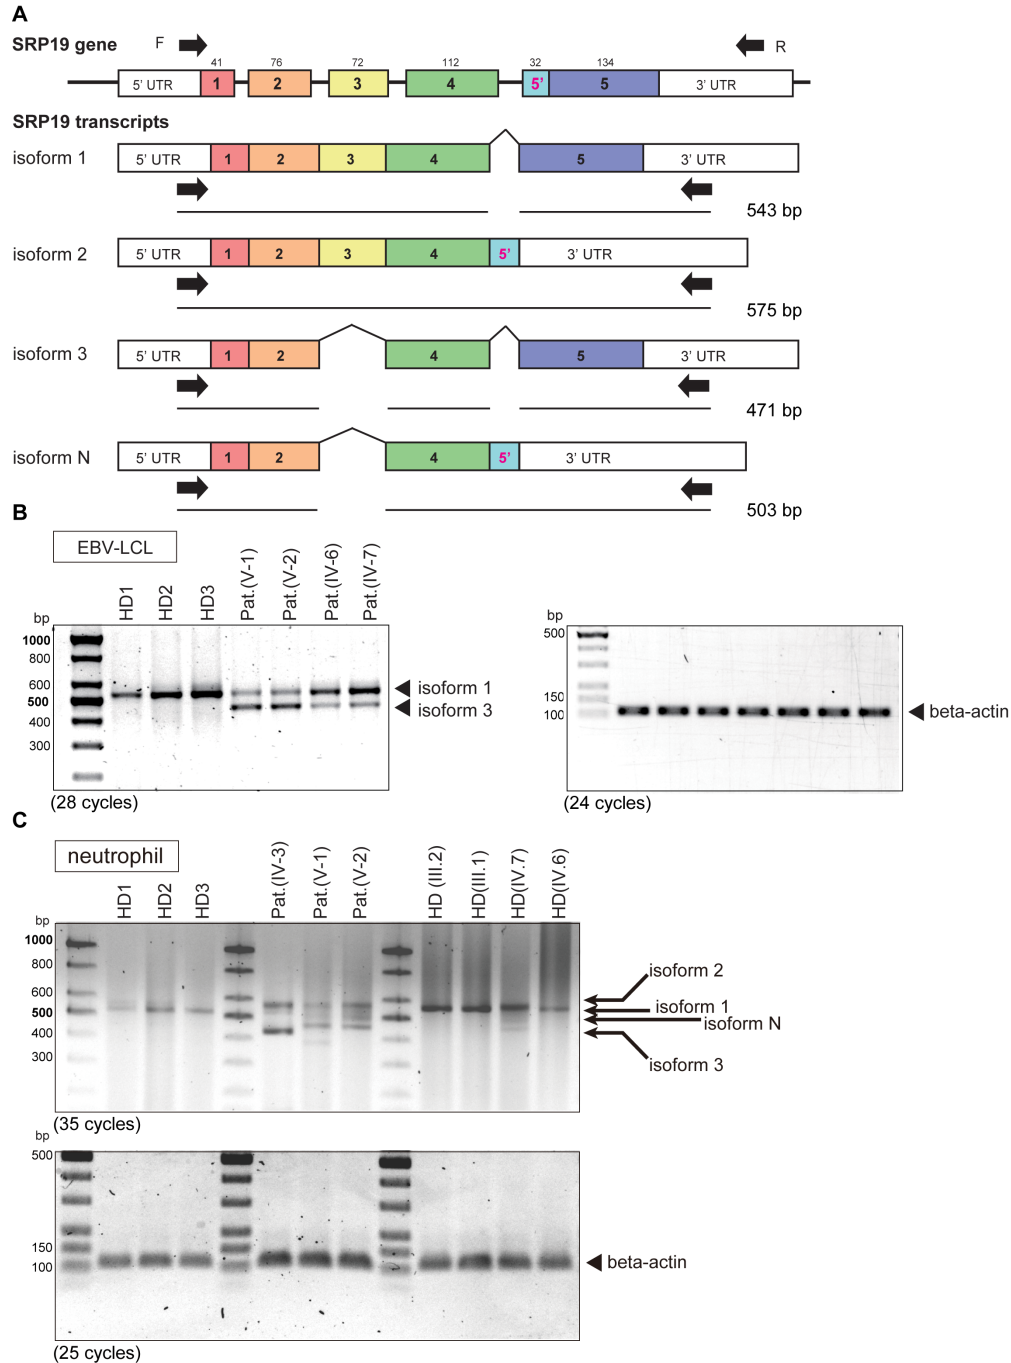 A
SRP19 gene F R
41 76 72 112 32 134
5' UTR 1 2 3 4 5' 5 3' UTR
SRP19 transcripts
isoform 1 5' UTR 1 2 3 4 5 3' UTR
543 bp
isoform 2 5' UTR 1 2 3 4 5' 3' UTR
575 bp
isoform 3 5' UTR 1 2 4 5 3' UTR
471 bp
isoform N 5' UTR 1 2 4 5' 3' UTR
503 bp
B
EBV-LCL
HD1 HD2 HD3 Pat.(V-1) Pat.(V-2) Pat.(IV-6) Pat.(IV-7)
bp
1000
800
600
500
400
300
isoform 1
isoform 3
(28 cycles)
bp
500
150
100
beta-actin
(24 cycles)
C
neutrophil
HD1 HD2 HD3 Pat.(IV-3) Pat.(V-1) Pat.(V-2) HD (III.2) HD(III.1) HD(IV.7) HD(IV.6)
bp
1000
800
600
500
400
300
isoform 2
isoform 1
isoform N
isoform 3
(35 cycles)
bp
500
150
100
beta-actin
(25 cycles)